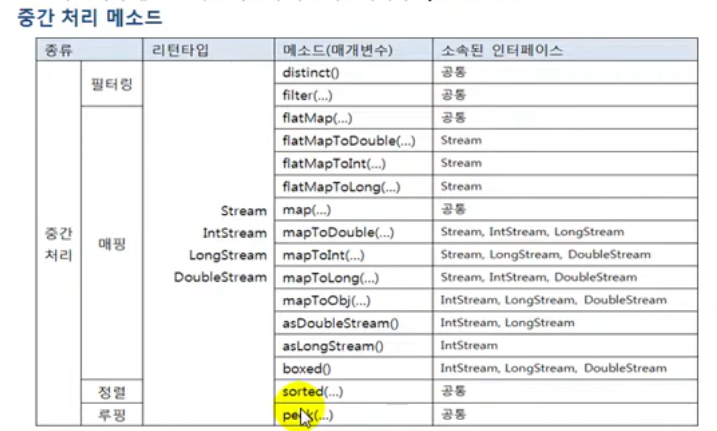 중간 처리 메소드
종류 리턴타입 메소드(매개변수) 소속된 인터페이스
중간 처리
필터링
distinct() 공통
filter(...) 공통
매핑
Stream
IntStream
LongStream
DoubleStream
flatMap(...) 공통
flatMapToDouble(...) Stream
flatMapToInt(...) Stream
flatMapToLong(...) Stream
map(...) 공통
mapToDouble(...) Stream, IntStream, LongStream
mapToInt(...) Stream, LongStream, DoubleStream
mapToLong(...) Stream, IntStream, DoubleStream
mapToObj(...) IntStream, LongStream, DoubleStream
asDoubleStream() IntStream, LongStream
asLongStream() IntStream
boxed() IntStream, LongStream, DoubleStream
정렬 sorted(...) 공통
루핑 peek(...) 공통